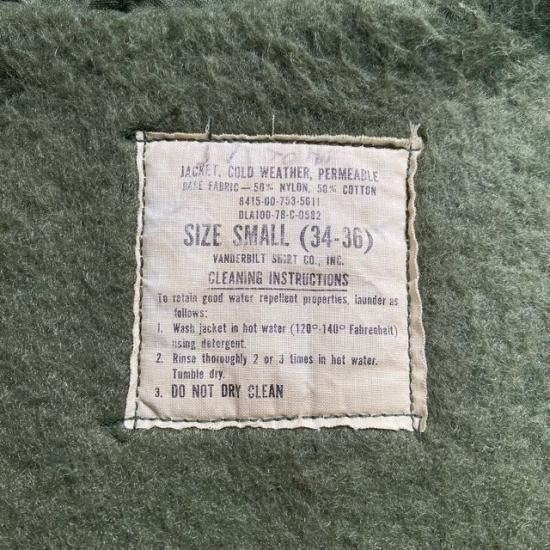 JACKET, COLD WEATHER, PERMEABLE
BASE FABRIC — 50% NYLON, 50% COTTON
8415-00-753-5611
DLA100-78-C-0582
SIZE SMALL (34-36)
VANDERBILT SHIRT CO., INC.
CLEANING INSTRUCTIONS
To retain good water repellent properties, launder as
follows:
1. Wash jacket in hot water (120°-140° Fahrenheit)
using detergent.
2. Rinse thoroughly 2 or 3 times in hot water.
Tumble dry.
3. DO NOT DRY CLEAN